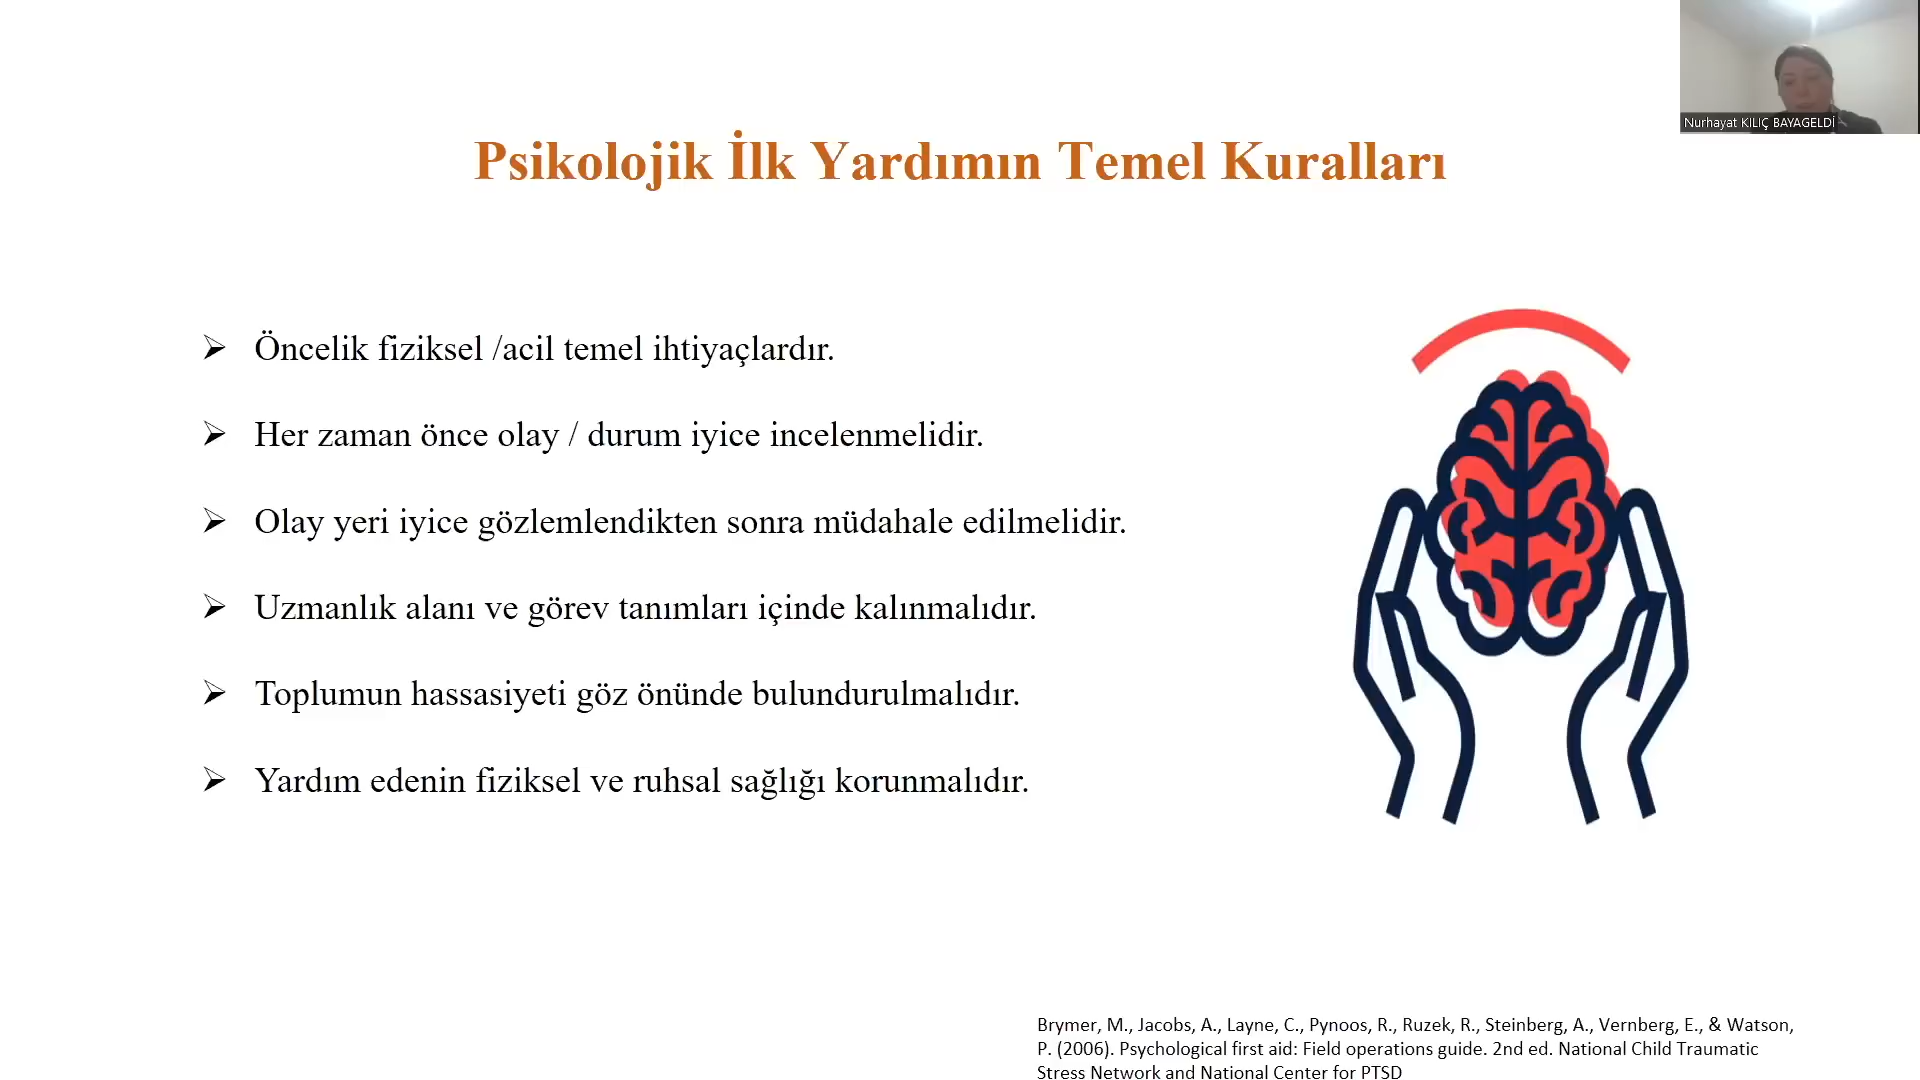 Nurhayat KILIÇ BAYAGELDİ
Psikolojik İlk Yardımın Temel Kuralları
➢ Öncelik fiziksel /acil temel ihtiyaçlardır.
➢ Her zaman önce olay / durum iyice incelenmelidir.
➢ Olay yeri iyice gözlemlendikten sonra müdahale edilmelidir.
➢ Uzmanlık alanı ve görev tanımları içinde kalınmalıdır.
➢ Toplumun hassasiyeti göz önünde bulundurulmalıdır.
➢ Yardım edenin fiziksel ve ruhsal sağlığı korunmalıdır.
Brymer, M., Jacobs, A., Layne, C., Pynoos, R., Ruzek, R., Steinberg, A., Vernberg, E., & Watson,
P. (2006). Psychological first aid: Field operations guide. 2nd ed. National Child Traumatic
Stress Network and National Center for PTSD